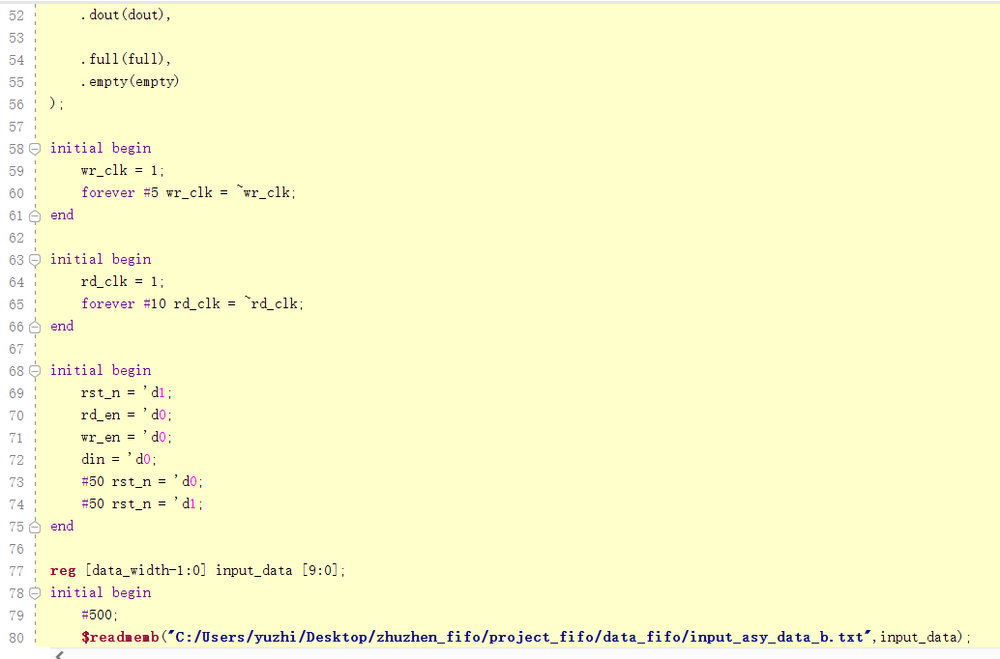 52 .dout(dout),
53
54 .full(full),
55 .empty(empty)
56 );
57
58 initial begin
59 wr_clk = 1;
60 forever #5 wr_clk = ~wr_clk;
61 end
62
63 initial begin
64 rd_clk = 1;
65 forever #10 rd_clk = ~rd_clk;
66 end
67
68 initial begin
69 rst_n = 'd1;
70 rd_en = 'd0;
71 wr_en = 'd0;
72 din = 'd0;
73 #50 rst_n = 'd0;
74 #50 rst_n = 'd1;
75 end
76
77 reg [data_width-1:0] input_data [9:0];
78 initial begin
79 #500;
80 $readmemb("C:/Users/yuzhi/Desktop/zhuzhen_fifo/project_fifo/data_fifo/input_asy_data_b.txt",input_data);